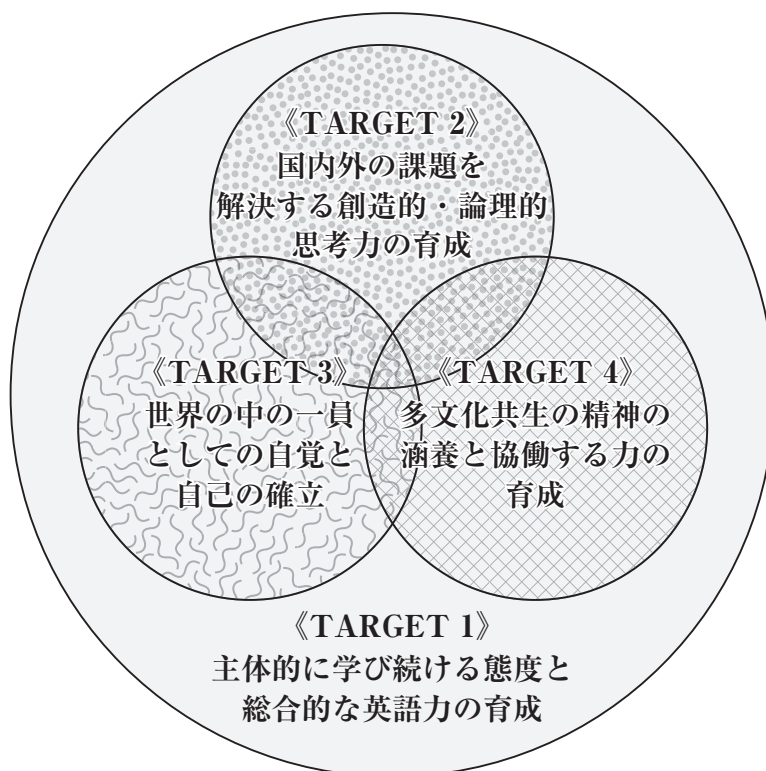 《TARGET 2》
国内外の課題を
解決する創造的・論理的
思考力の育成
《TARGET 3》
世界の中の一員
としての自覚と
自己の確立
《TARGET 4》
多文化共生の精神の
涵養と協働する力の
育成
《TARGET 1》
主体的に学び続ける態度と
総合的な英語力の育成